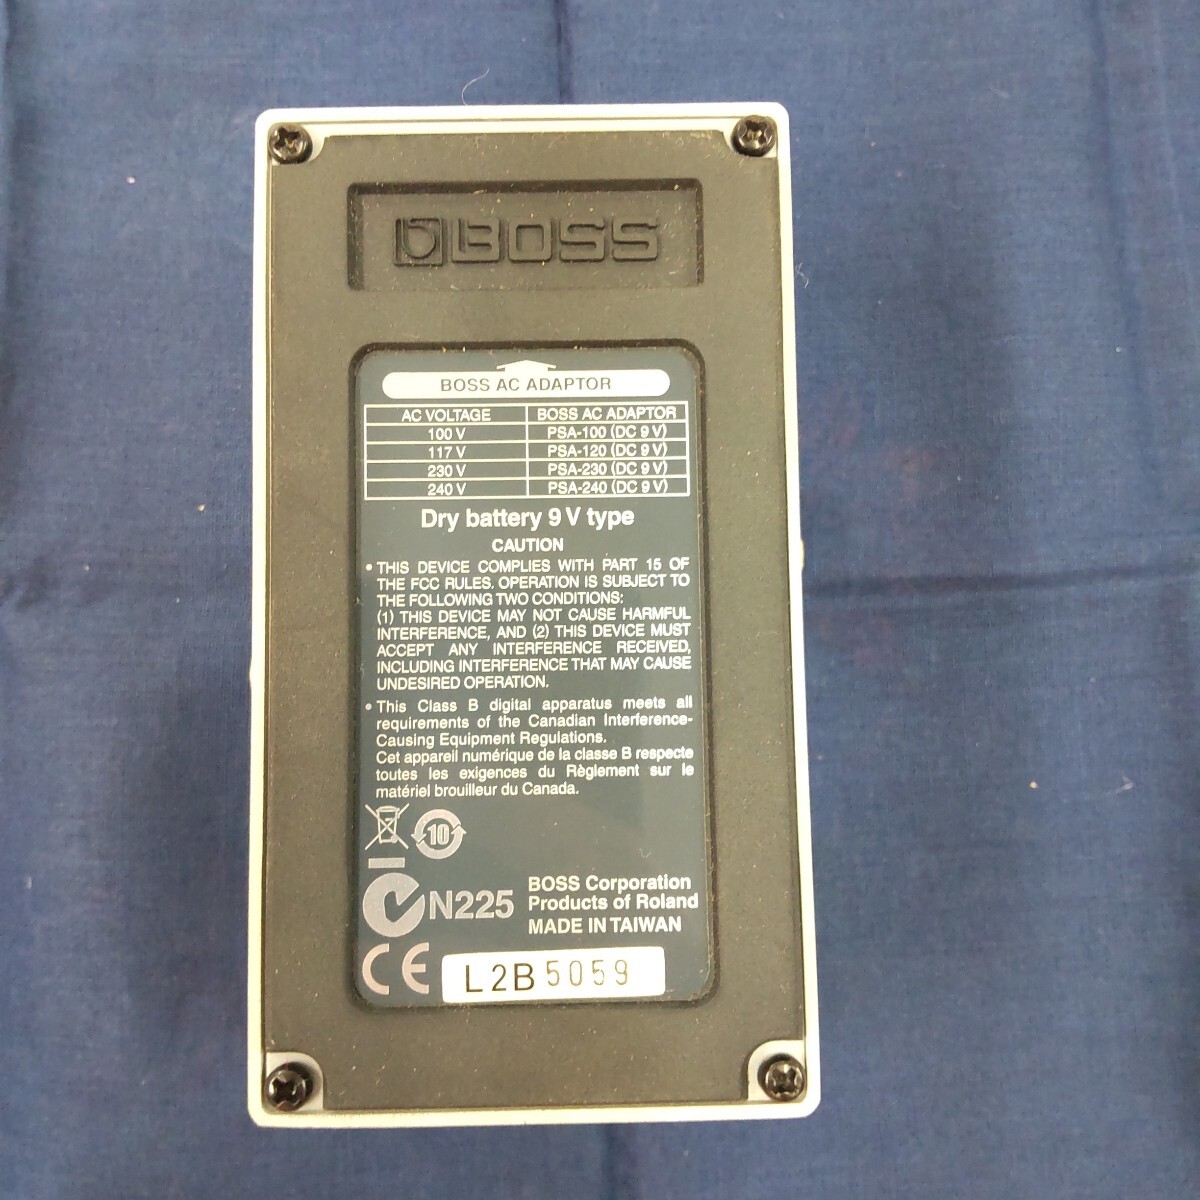 BOSS
BOSS AC ADAPTOR
AC VOLTAGE BOSS AC ADAPTOR
100 V PSA-100 (DC 9 V)
117 V PSA-120 (DC 9 V)
230 V PSA-230 (DC 9 V)
240 V PSA-240 (DC 9 V)
Dry battery 9 V type
CAUTION
• THIS DEVICE COMPLIES WITH PART 15 OF
THE FCC RULES. OPERATION IS SUBJECT TO
THE FOLLOWING TWO CONDITIONS:
(1) THIS DEVICE MAY NOT CAUSE HARMFUL
INTERFERENCE, AND (2) THIS DEVICE MUST
ACCEPT ANY INTERFERENCE RECEIVED,
INCLUDING INTERFERENCE THAT MAY CAUSE
UNDESIRED OPERATION.
• This Class B digital apparatus meets all
requirements of the Canadian Interference-
Causing Equipment Regulations.
Cet appareil numérique de la classe B respecte
toutes les exigences du Règlement sur le
matériel brouilleur du Canada.
10
N225
BOSS Corporation
Products of Roland
MADE IN TAIWAN
CE
L2B5059